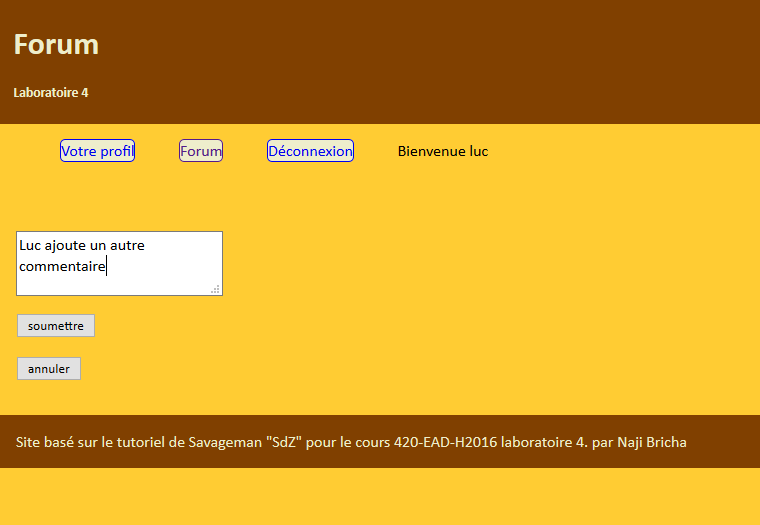 Forum
Laboratoire 4
Votre profil Forum Déconnexion Bienvenue luc
Luc ajoute un autre
commentaire
soumettre
annuler
Site basé sur le tutoriel de Savageman "SdZ" pour le cours 420-EAD-H2016 laboratoire 4. par Naji Bricha